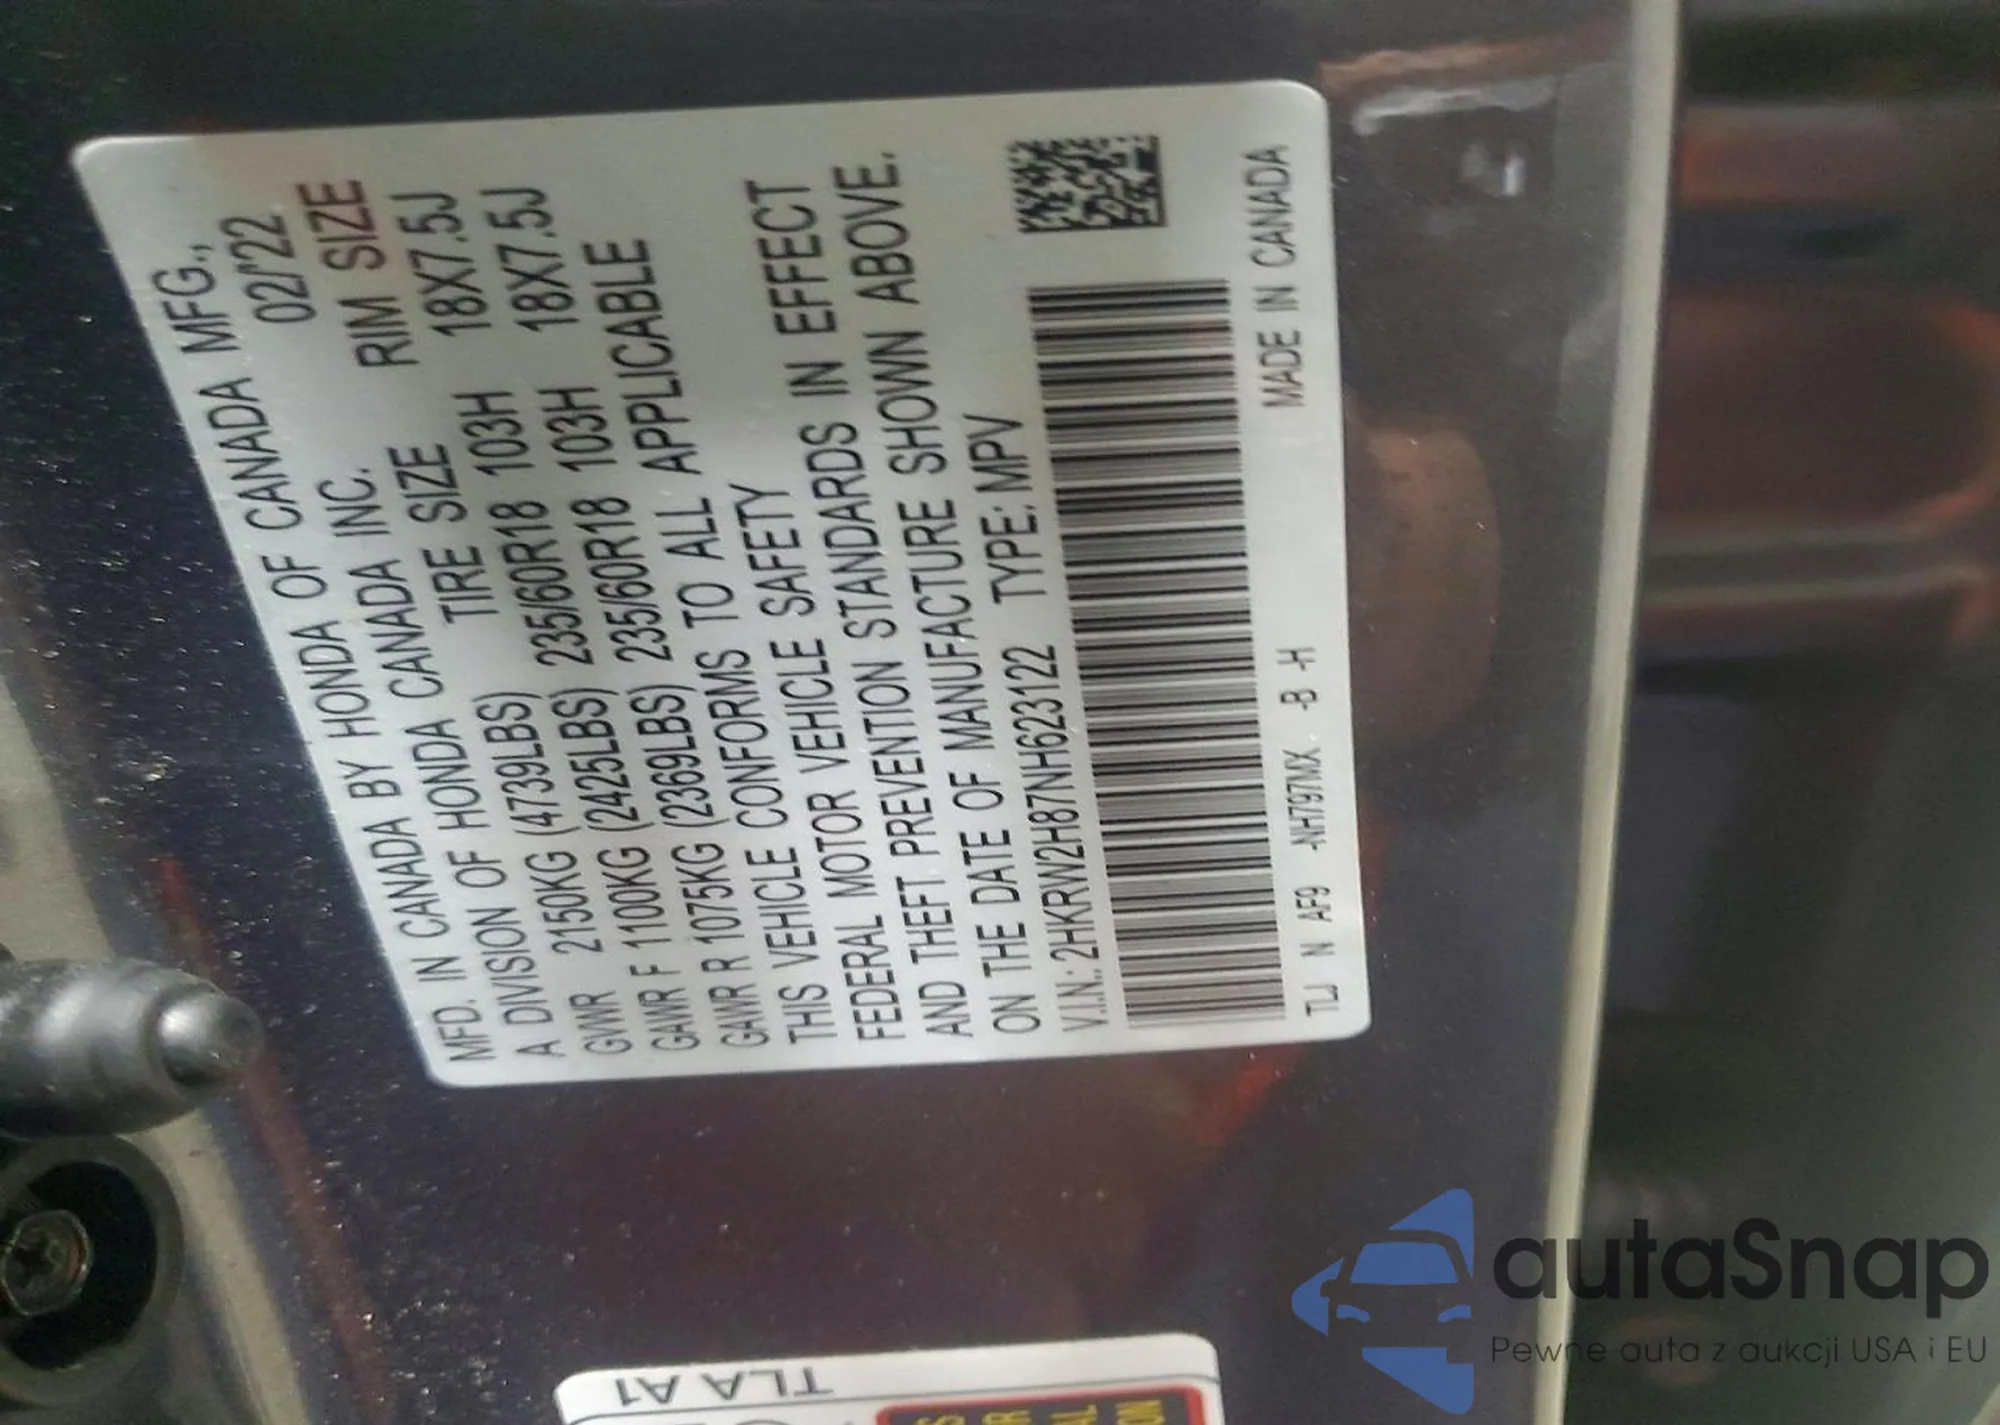 MFD. IN CANADA BY HONDA OF CANADA MFG.,
A DIVISION OF HONDA CANADA INC. 02/'22
TIRE SIZE RIM SIZE
GVWR 2150KG (4739LBS)
GAWR F 1100KG (2425LBS) 235/60R18 103H 18X7.5J
GAWR R 1075KG (2369LBS) 235/60R18 103H 18X7.5J
THIS VEHICLE CONFORMS TO ALL APPLICABLE
FEDERAL MOTOR VEHICLE SAFETY
AND THEFT PREVENTION STANDARDS IN EFFECT
ON THE DATE OF MANUFACTURE SHOWN ABOVE.
V.I.N.: 2HKRW2H87NH623122 TYPE: MPV
TLJ N AF9 -NH797MX -B -H MADE IN CANADA
TLA A1
autaSnap
Pewne auta z aukcji USA i EU